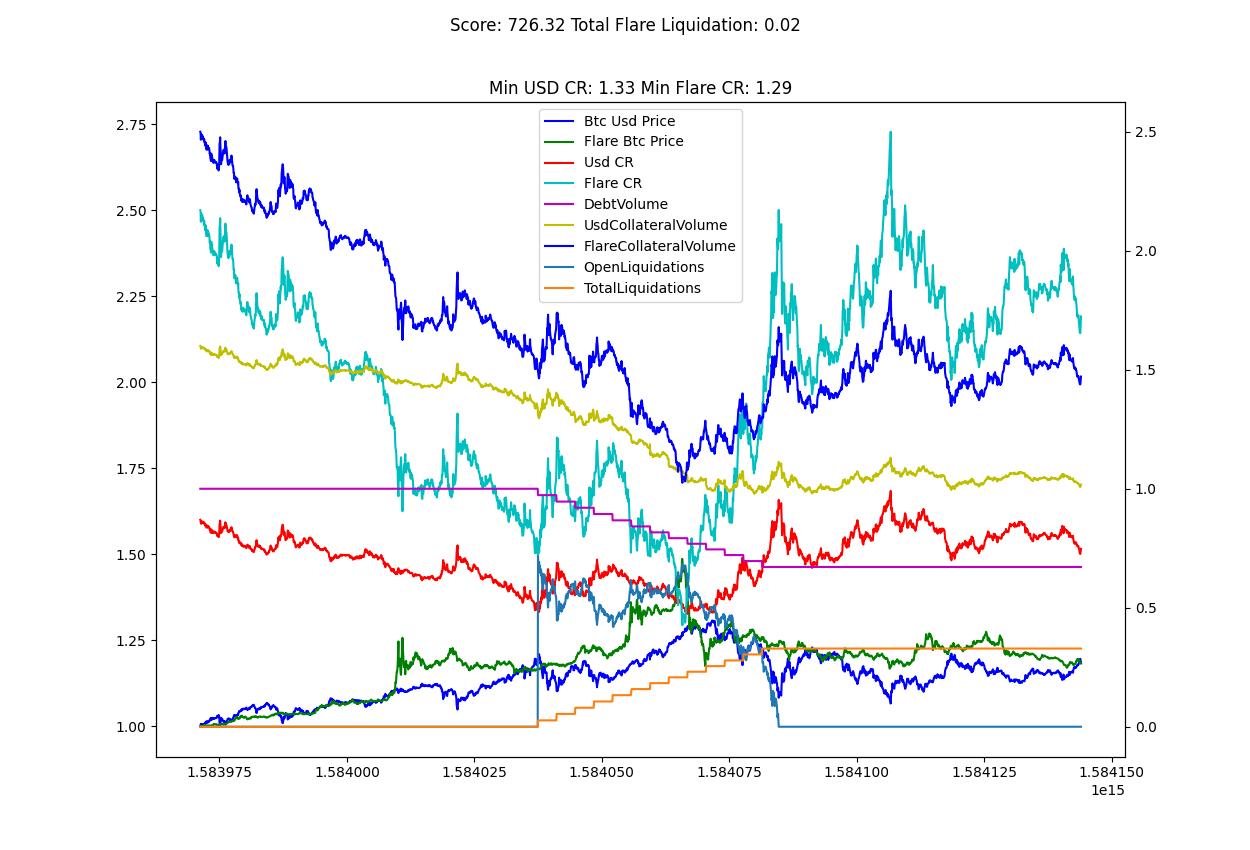 Score: 726.32 Total Flare Liquidation: 0.02
Min USD CR: 1.33 Min Flare CR: 1.29
Btc Usd Price
Flare Btc Price
Usd CR
Flare CR
DebtVolume
UsdCollateralVolume
FlareCollateralVolume
OpenLiquidations
TotalLiquidations
2.75
2.50
2.25
2.00
1.75
1.50
1.25
1.00
2.5
2.0
1.5
1.0
0.5
0.0
1.583975 1.584000 1.584025 1.584050 1.584075 1.584100 1.584125 1.584150
1e15